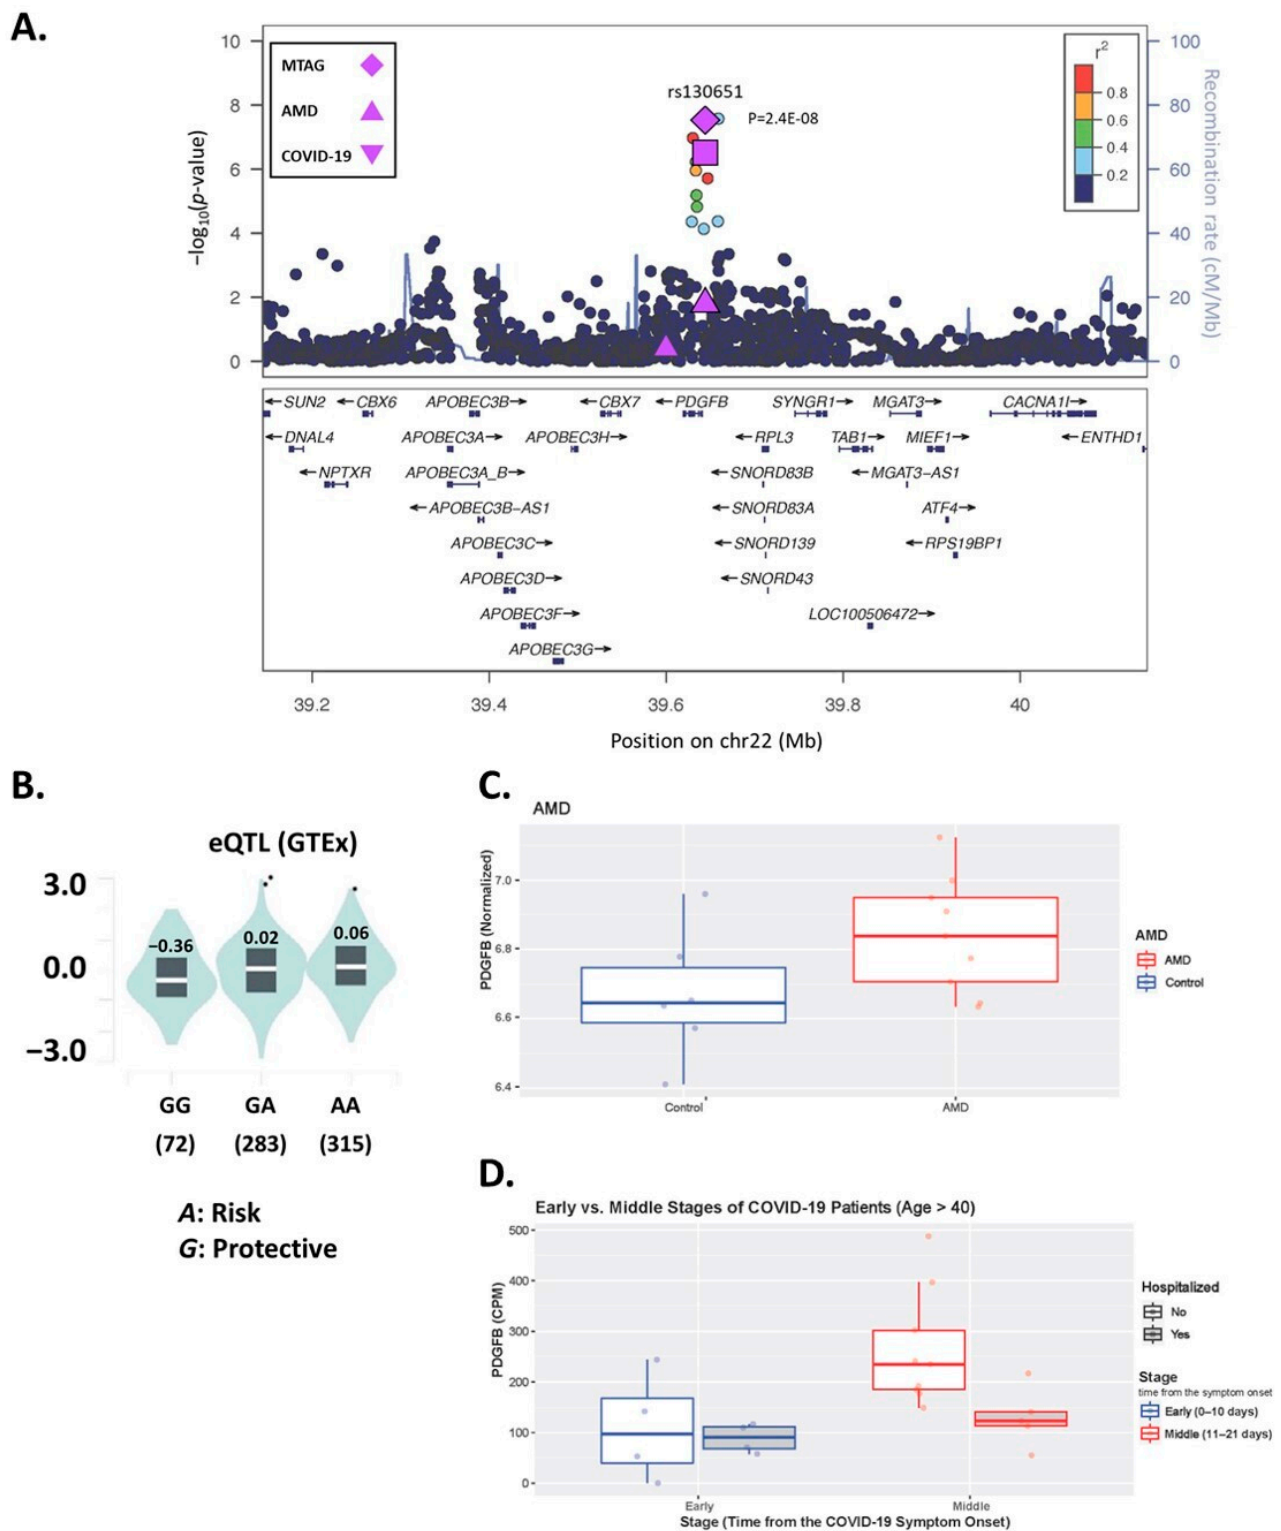 A.
MTAG
AMD
COVID-19
rs130651
P=2.4E-08
r²
0.8
0.6
0.4
0.2
10
8
6
4
2
0
−log₁₀(p-value)
100
80
60
40
20
0
Recombination rate (cM/Mb)
←SUN2 ←CBX6 APOBEC3B→ ←CBX7 ←PDGFB SYNGR1→ MGAT3→ CACNA1I→
←DNAL4 APOBEC3A→ APOBEC3H→ ←RPL3 TAB1→ MIEF1→ ←ENTHD1
←NPTXR APOBEC3A_B→ ←SNORD83B ←MGAT3−AS1
←APOBEC3B−AS1 ←SNORD83A ATF4→
APOBEC3C→ ←SNORD139 ←RPS19BP1
APOBEC3D→ ←SNORD43
APOBEC3F→ LOC100506472→
APOBEC3G→
39.2 39.4 39.6 39.8 40
Position on chr22 (Mb)
B.
eQTL (GTEx)
3.0
0.0
−3.0
−0.36 0.02 0.06
GG GA AA
(72) (283) (315)
A: Risk
G: Protective
C.
AMD
PDGFB (Normalized)
7.0
6.8
6.6
6.4
Control AMD
AMD
AMD
Control
D.
Early vs. Middle Stages of COVID-19 Patients (Age > 40)
PDGFB (CPM)
500
400
300
200
100
0
Early Middle
Stage (Time from the COVID-19 Symptom Onset)
Hospitalized
No
Yes
Stage
time from the symptom onset
Early (0–10 days)
Middle (11–21 days)